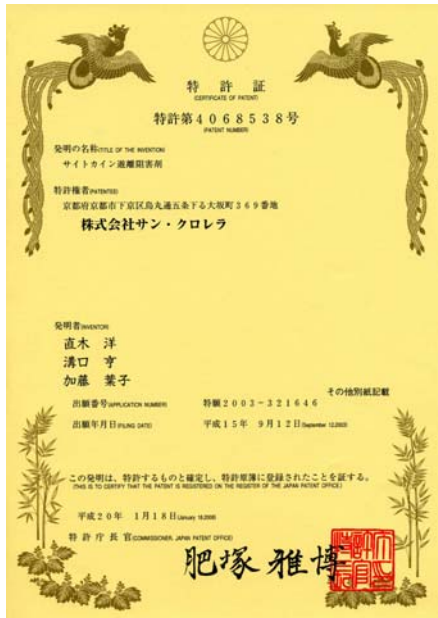 特許証
(CERTIFICATE OF PATENT)
特許第4068538号
(PATENT NUMBER)
発明の名称(TITLE OF THE INVENTION)
サイトカイン遊離阻害剤
特許権者(PATENTEE)
京都府京都市下京区烏丸通五条下る大坂町369番地
株式会社サン・クロレラ
発明者(INVENTOR)
直木 洋
溝口 亨
加藤 葉子
その他別紙記載
出願番号(APPLICATION NUMBER) 特願2003-321646
出願年月日(FILING DATE) 平成15年 9月12日(September 12,2003)
この発明は、特許するものと確定し、特許原簿に登録されたことを証する。
(THIS IS TO CERTIFY THAT THE PATENT IS REGISTERED ON THE REGISTER OF THE JAPAN PATENT OFFICE.)
平成20年 1月18日(January 18,2008)
特許庁長官(COMMISSIONER, JAPAN PATENT OFFICE)
肥塚雅博